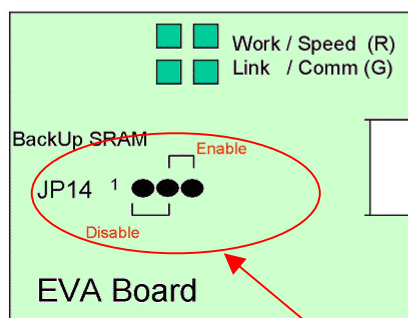 Work / Speed (R)
Link / Comm (G)
BackUp SRAM
Enable
JP14 1
Disable
EVA Board